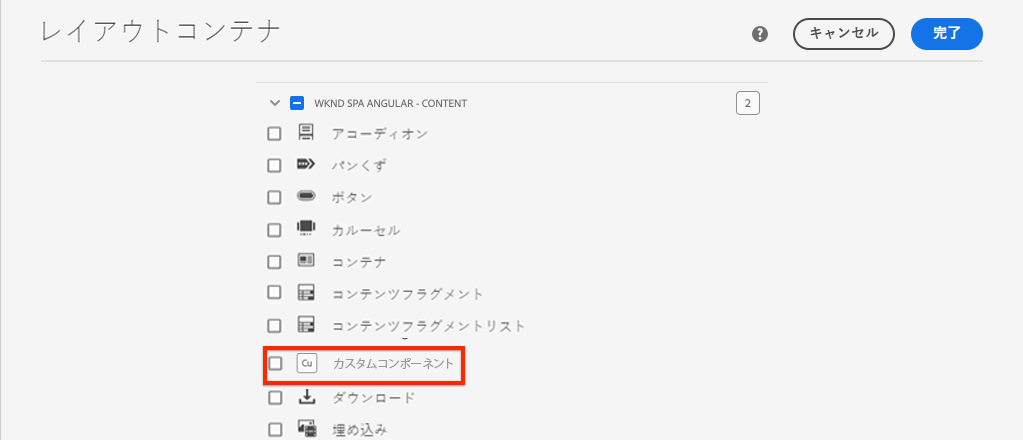 レイアウトコンテナ
?
キャンセル
完了
WKND SPA ANGULAR - CONTENT
2
アコーディオン
パンくず
ボタン
カルーセル
コンテナ
コンテンツフラグメント
コンテンツフラグメントリスト
Cu カスタムコンポーネント
ダウンロード
埋め込み